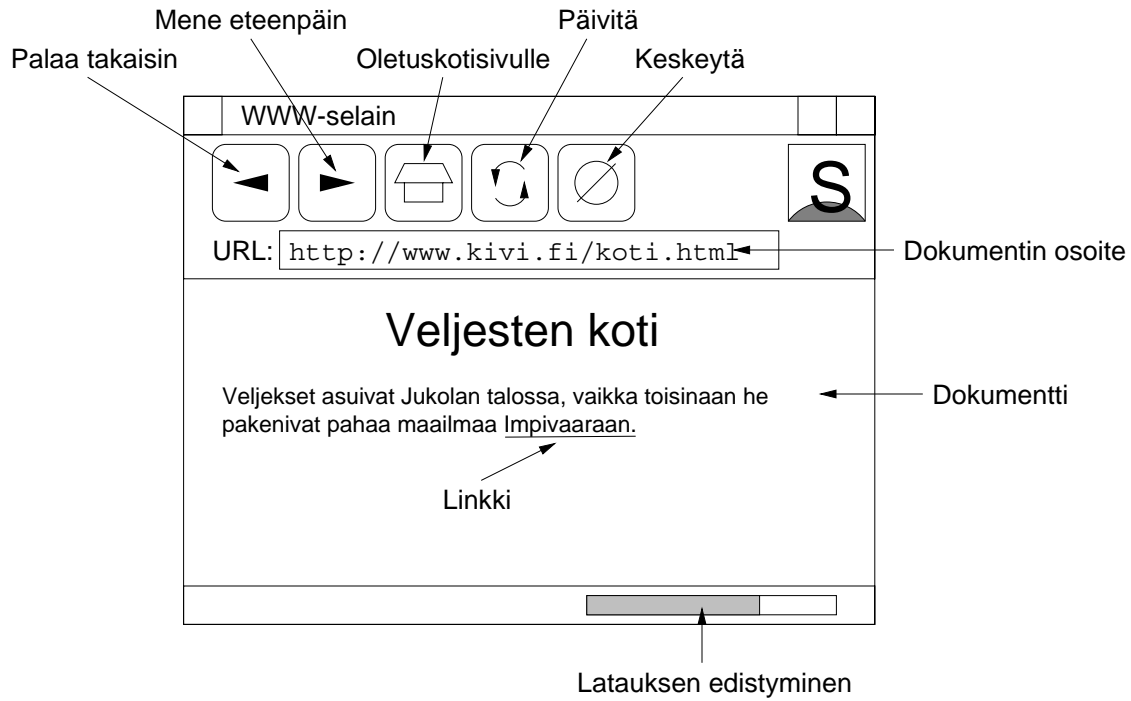 Mene eteenpäin
Päivitä
Palaa takaisin
Oletuskotisivulle
Keskeytä
WWW-selain
S
URL: http://www.kivi.fi/koti.html
Dokumentin osoite
Veljesten koti
Veljekset asuivat Jukolan talossa, vaikka toisinaan he
pakenivat pahaa maailmaa Impivaaraan.
Dokumentti
Linkki
Latauksen edistyminen